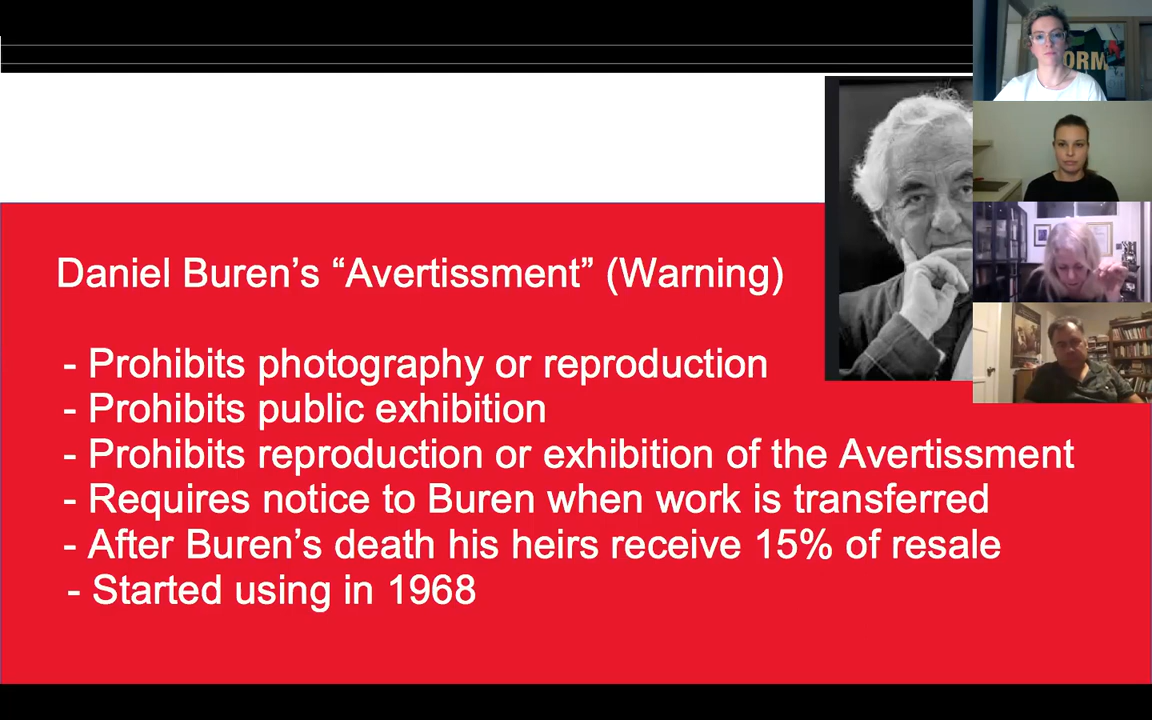 ORM
Daniel Buren's “Avertissment” (Warning)
- Prohibits photography or reproduction
- Prohibits public exhibition
- Prohibits reproduction or exhibition of the Avertissment
- Requires notice to Buren when work is transferred
- After Buren's death his heirs receive 15% of resale
- Started using in 1968